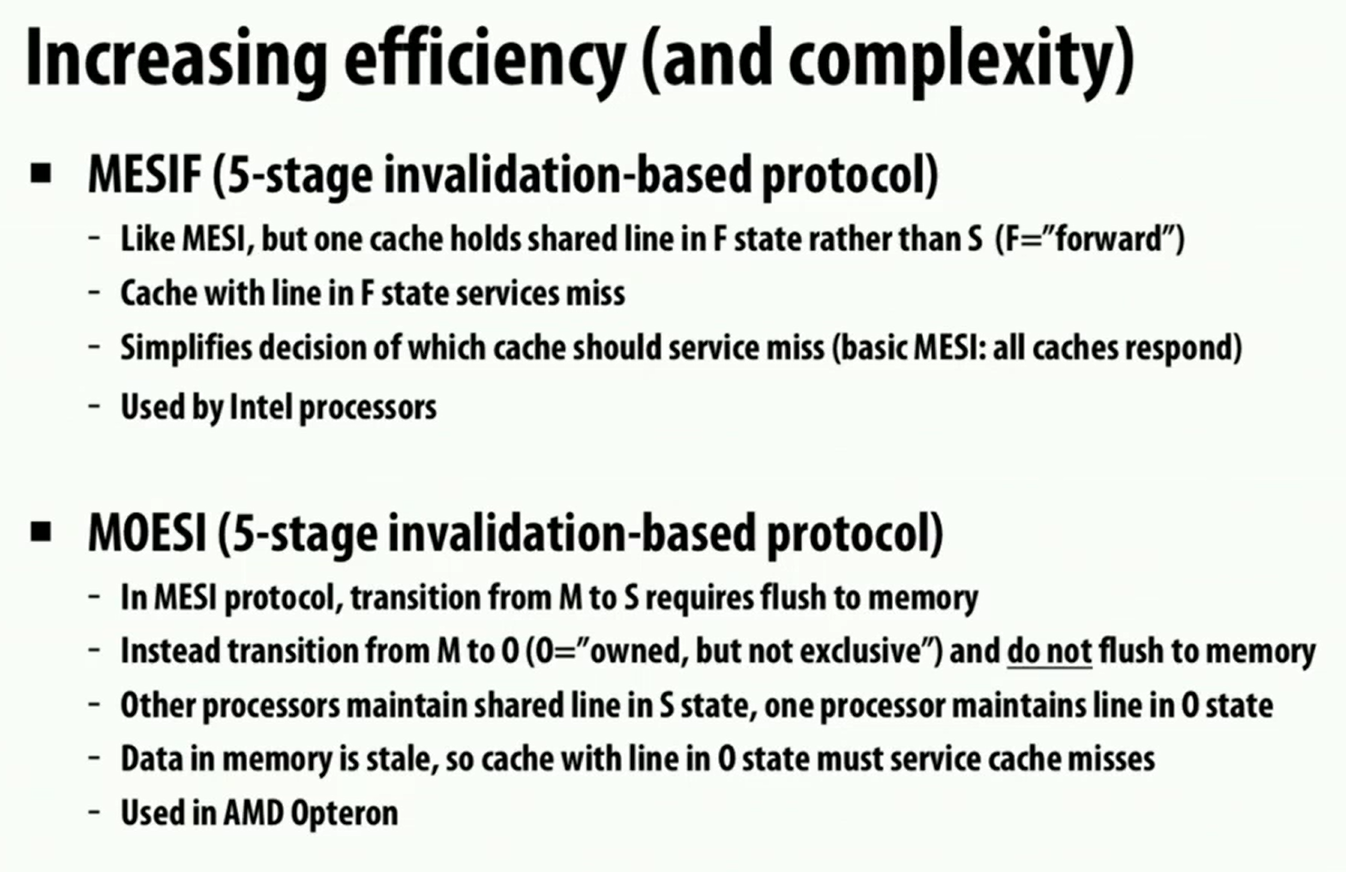 Increasing efficiency (and complexity)
■ MESIF (5-stage invalidation-based protocol)
- Like MESI, but one cache holds shared line in F state rather than S (F=”forward”)
- Cache with line in F state services miss
- Simplifies decision of which cache should service miss (basic MESI: all caches respond)
- Used by Intel processors
■ MOESI (5-stage invalidation-based protocol)
- In MESI protocol, transition from M to S requires flush to memory
- Instead transition from M to O (O=”owned, but not exclusive”) and do not flush to memory
- Other processors maintain shared line in S state, one processor maintains line in O state
- Data in memory is stale, so cache with line in O state must service cache misses
- Used in AMD Opteron